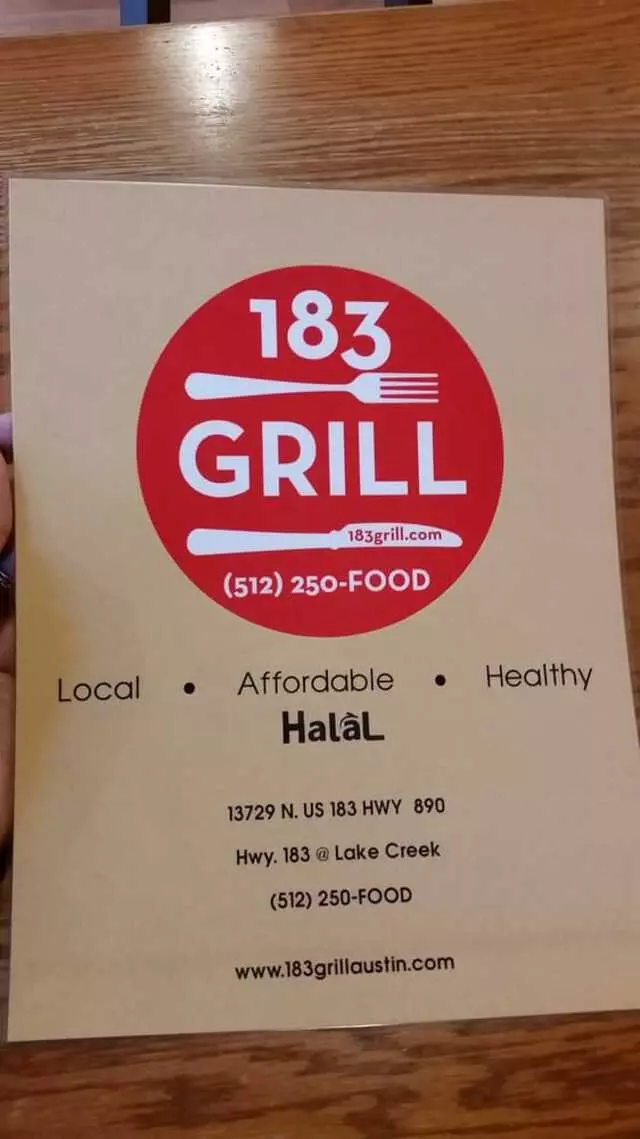 183
GRILL
183grill.com
(512) 250-FOOD
Local • Affordable • Healthy
Halal
13729 N. US 183 HWY 890
Hwy. 183 @ Lake Creek
(512) 250-FOOD
www.183grillaustin.com